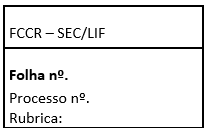 FCCR – SEC/LIF
Folha nº.
Processo nº.
Rubrica: